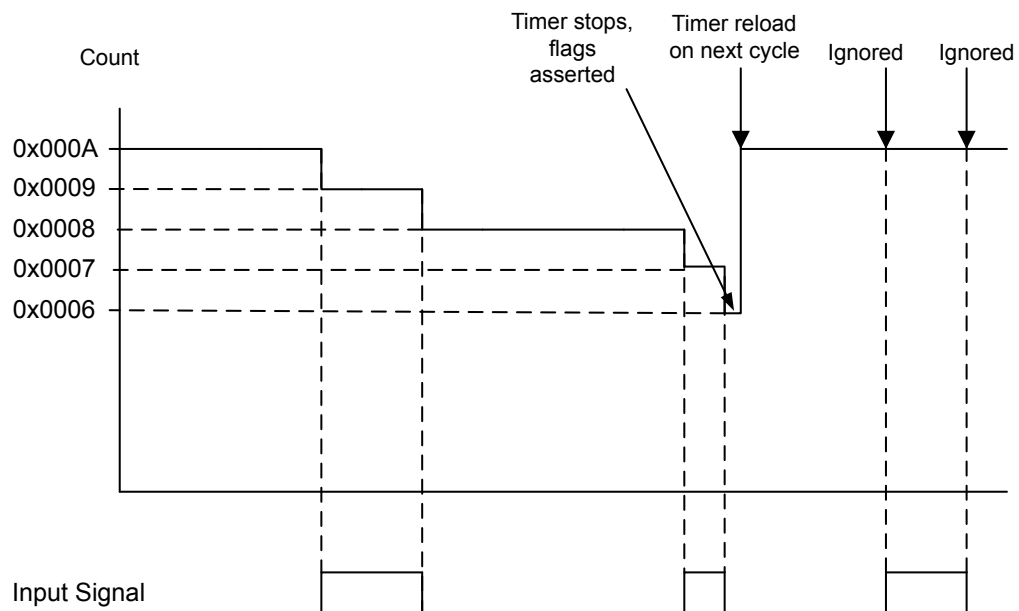 Timer stops,
flags
asserted
Timer reload
on next cycle
Ignored
Ignored
Count
0x000A
0x0009
0x0008
0x0007
0x0006
Input Signal